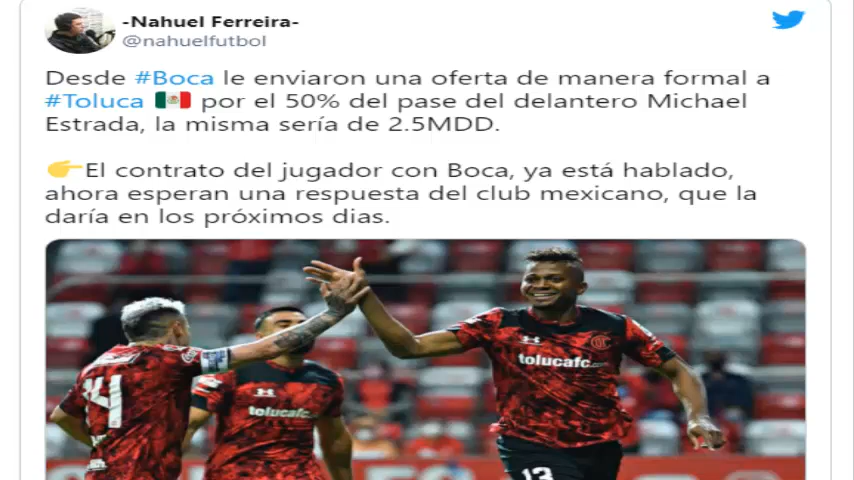 -Nahuel Ferreira-
@nahuelfutbol
Desde #Boca le enviaron una oferta de manera formal a
#Toluca 🇲🇽 por el 50% del pase del delantero Michael
Estrada, la misma sería de 2.5MDD.
👉El contrato del jugador con Boca, ya está hablado,
ahora esperan una respuesta del club mexicano, que la
daría en los próximos dias.
tolucafc.com
tolucafc.com
14
13